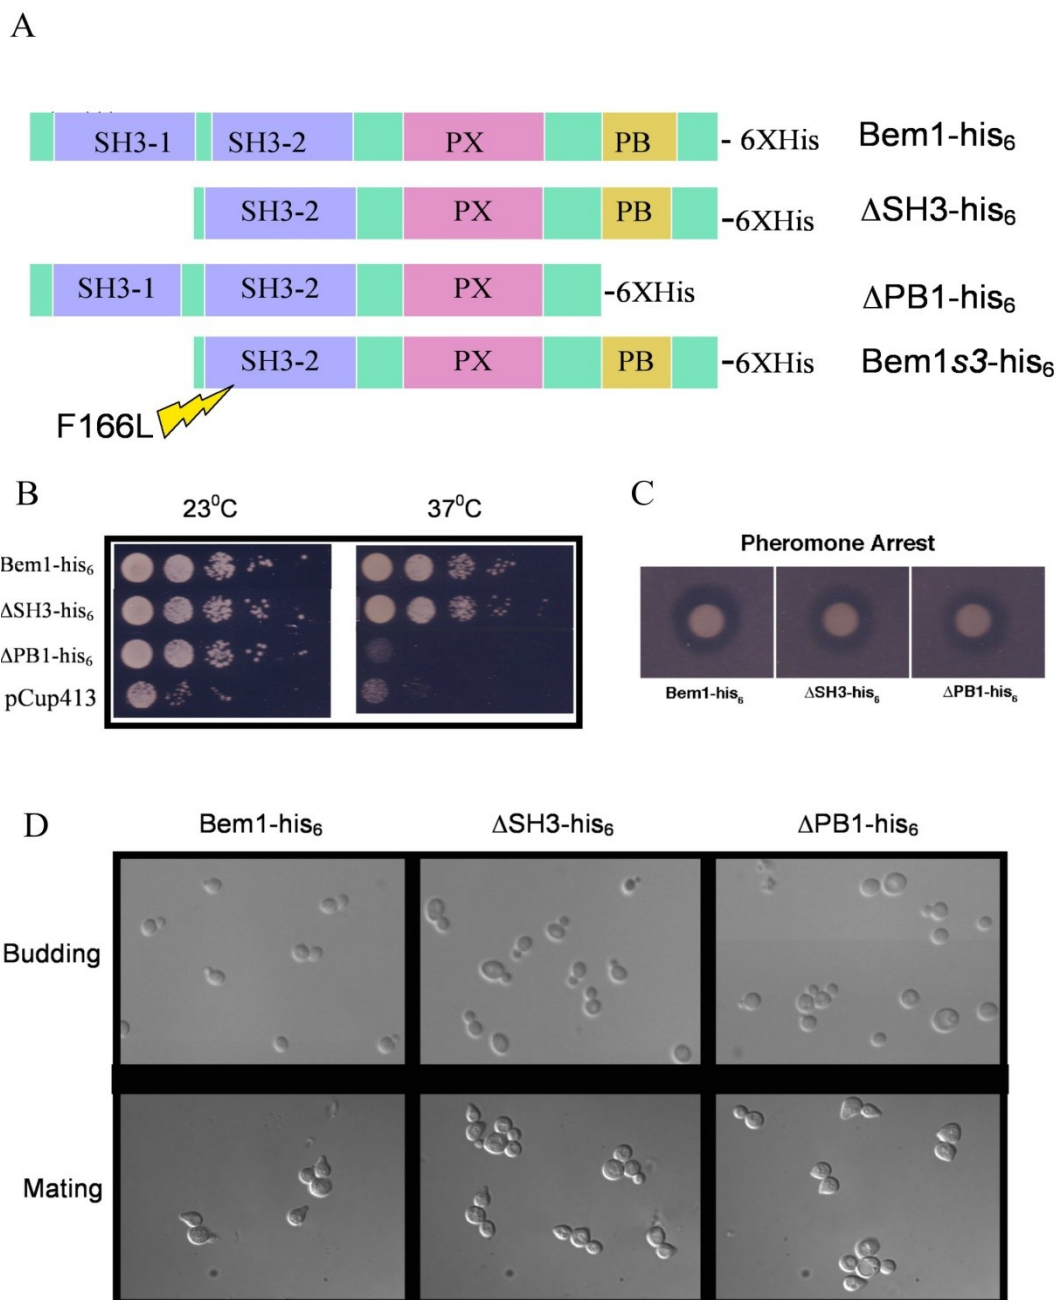 A
SH3-1 SH3-2 PX PB - 6XHis Bem1-his6
SH3-2 PX PB -6XHis ΔSH3-his6
SH3-1 SH3-2 PX -6XHis ΔPB1-his6
SH3-2 PX PB -6XHis Bem1s3-his6
F166L
B
23⁰C 37⁰C
Bem1-his6
ΔSH3-his6
ΔPB1-his6
pCup413
C
Pheromone Arrest
Bem1-his6 ΔSH3-his6 ΔPB1-his6
D
Bem1-his6 ΔSH3-his6 ΔPB1-his6
Budding
Mating